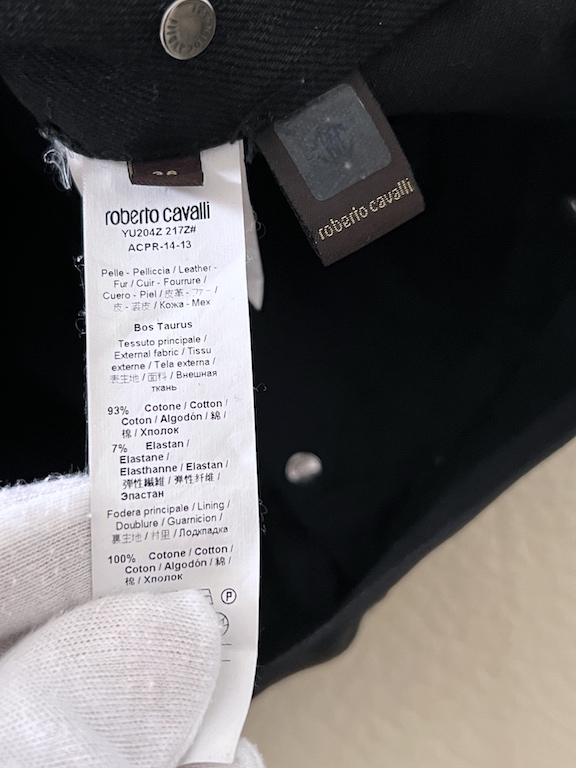 roberto cavalli
roberto cavalli
YU204Z 217Z#
ACPR-14-13
Pelle - Pelliccia / Leather -
Fur / Cuir - Fourrure /
Cuero - Piel / 皮革 - ファー /
皮 - 裘皮 / Кожа - Мех
Bos Taurus
Tessuto principale /
External fabric / Tissu
externe / Tela externa /
表生地 / 面料 / Внешная
ткань
93% Cotone / Cotton /
Coton / Algodón / 綿 /
棉 / Хлопок
7% Elastan /
Elastane /
Elasthanne / Elastan /
弾性繊維 / 弹性纤维 /
Эпастан
Fodera principale / Lining /
Doublure / Guarnicion /
裏生地 / 衬里 / Подкладка
100% Cotone / Cotton /
Coton / Algodón / 綿 /
棉 / Хлопок
P